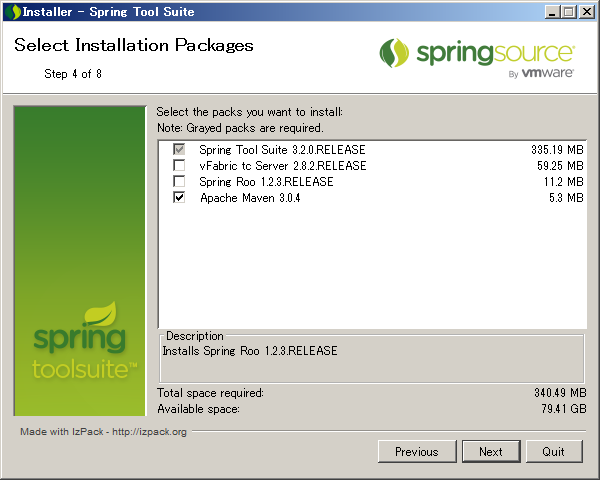 Installer - Spring Tool Suite
Select Installation Packages
Step 4 of 8
springsource
By vmware
Select the packs you want to install:
Note: Grayed packs are required.
Spring Tool Suite 3.2.0.RELEASE 335.19 MB
vFabric tc Server 2.8.2.RELEASE 59.25 MB
Spring Roo 1.2.3.RELEASE 11.2 MB
Apache Maven 3.0.4 5.3 MB
spring
toolsuite™
Description
Installs Spring Roo 1.2.3.RELEASE
Total space required: 340.49 MB
Available space: 79.41 GB
Made with IzPack - http://izpack.org
Previous Next Quit